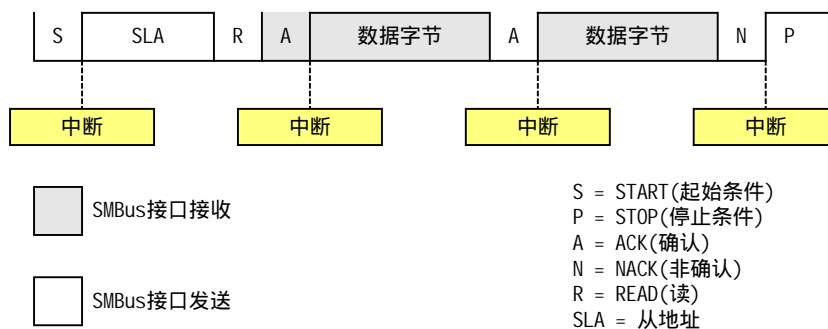 S SLA R A 数据字节 A 数据字节 N P
中断 中断 中断 中断
SMBus接口接收
SMBus接口发送
S = START(起始条件)
P = STOP(停止条件)
A = ACK(确认)
N = NACK(非确认)
R = READ(读)
SLA = 从地址